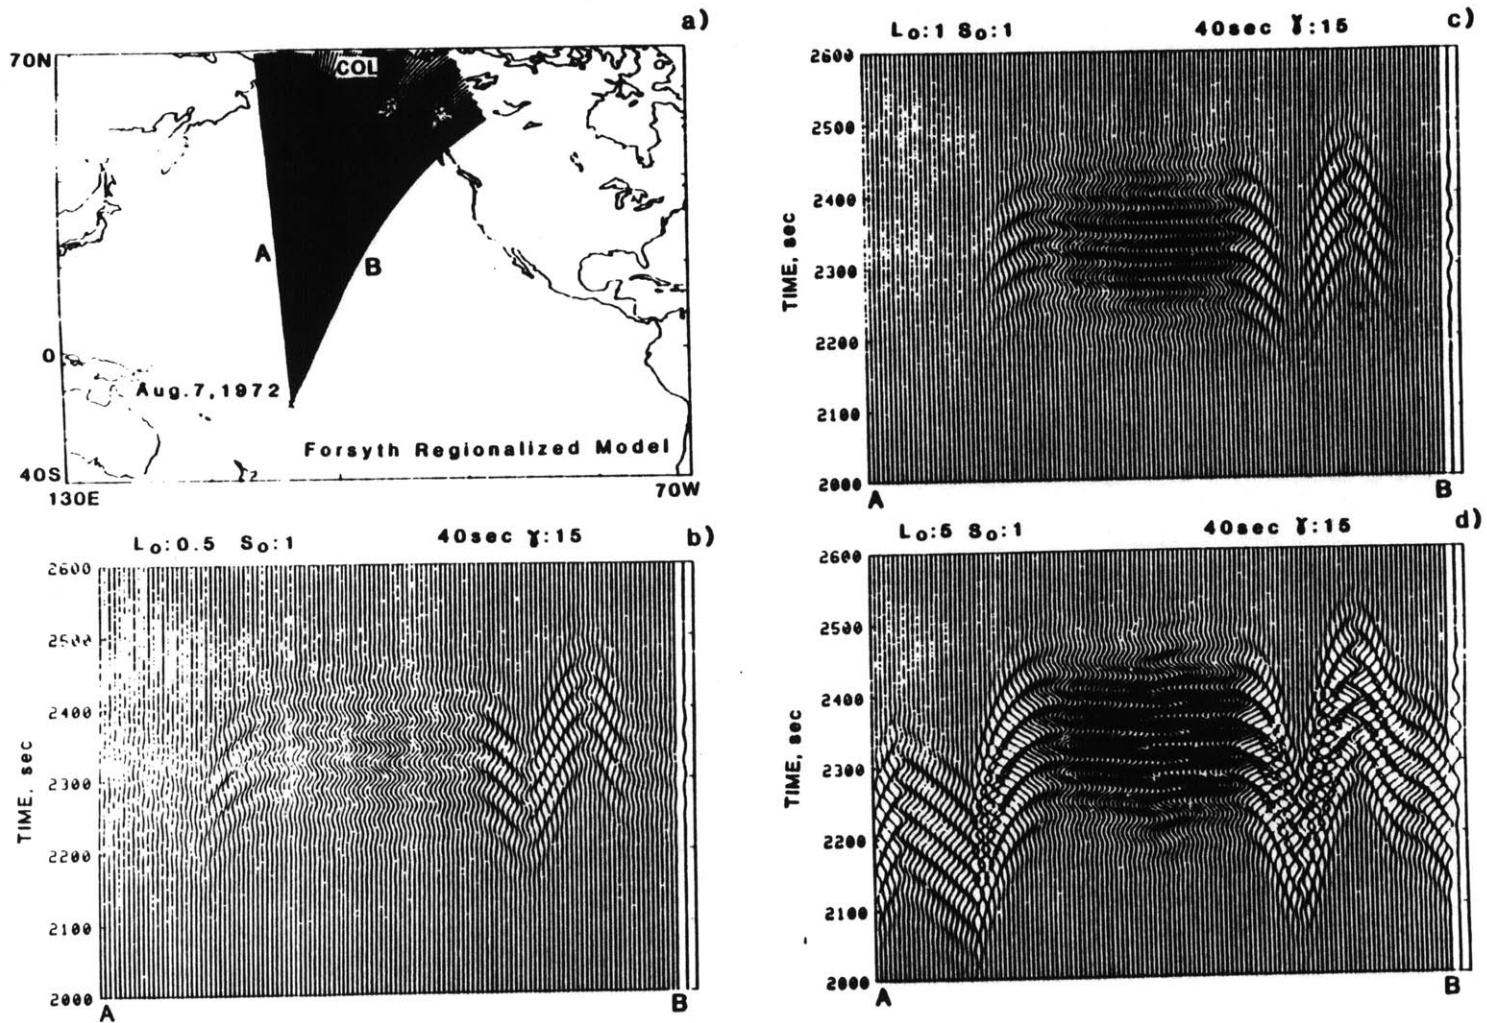 a)
70N
COL
A
B
0
Aug.7,1972
Forsyth Regionalized Model
40S
130E
70W
b)
Lo:0.5 So:1
40sec γ:15
2600
2500
2400
2300
2200
2100
2000
TIME, sec
A
B
c)
Lo:1 So:1
40sec γ:15
2600
2500
2400
2300
2200
2100
2000
TIME, sec
A
B
d)
Lo:5 So:1
40sec γ:15
2600
2500
2400
2300
2200
2100
2000
TIME, sec
A
B